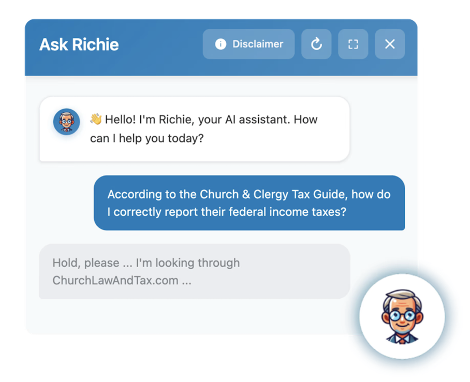 Ask Richie
Disclaimer
👋 Hello! I'm Richie, your AI assistant. How
can I help you today?
According to the Church & Clergy Tax Guide, how do
I correctly report their federal income taxes?
Hold, please ... I'm looking through
ChurchLawAndTax.com ...